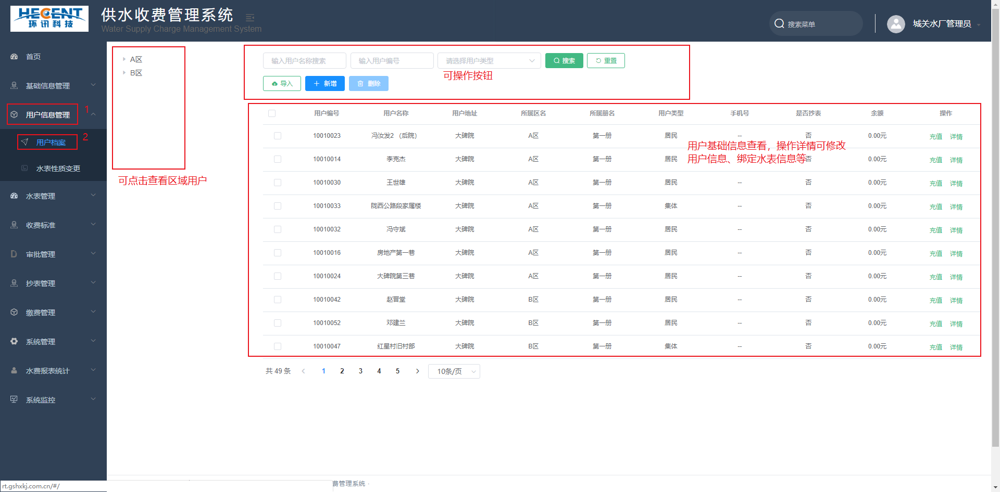 HECENT
环讯科技
供水收费管理系统
Water Supply Charge Management System
搜索菜单
城关水厂管理员
首页
基础信息管理
用户信息管理
1
用户档案
2
水表性质变更
水表管理
收费标准
审批管理
抄表管理
缴费管理
系统管理
水费报表统计
系统监控
A区
B区
可点击查看区域用户
输入用户名称搜索 输入用户编号 请选择用户类型 搜索 重置
可操作按钮
导入 新增 删除
用户编号 用户名称 用户地址 所属区名 所属册名 用户类型 手机号 是否抄表 余额 操作
10010023 冯汝发2 （后院） 大碑院 A区 第一册 居民 -- 否 0.00元 充值 详情
用户基础信息查看，操作详情可修改
用户信息、绑定水表信息等
10010014 李克杰 大碑院 A区 第一册 居民 否 0.00元 充值 详情
10010030 王世雄 大碑院 A区 第一册 居民 -- 否 0.00元 充值 详情
10010033 陇西公路段家属楼 大碑院 A区 第一册 集体 -- 否 0.00元 充值 详情
10010032 冯守斌 大碑院 A区 第一册 居民 -- 否 0.00元 充值 详情
10010016 房地产第一巷 大碑院 A区 第一册 居民 -- 否 0.00元 充值 详情
10010024 大碑院第三巷 大碑院 A区 第一册 居民 -- 否 0.00元 充值 详情
10010042 赵晋堂 大碑院 B区 第一册 居民 -- 否 0.00元 充值 详情
10010052 邓建兰 大碑院 B区 第一册 居民 -- 否 0.00元 充值 详情
10010047 红星村旧村部 大碑院 B区 第一册 集体 -- 否 0.00元 充值 详情
共 49 条 1 2 3 4 5 10条/页
费管理系统 ·
rt.gshxkj.com.cn/#/